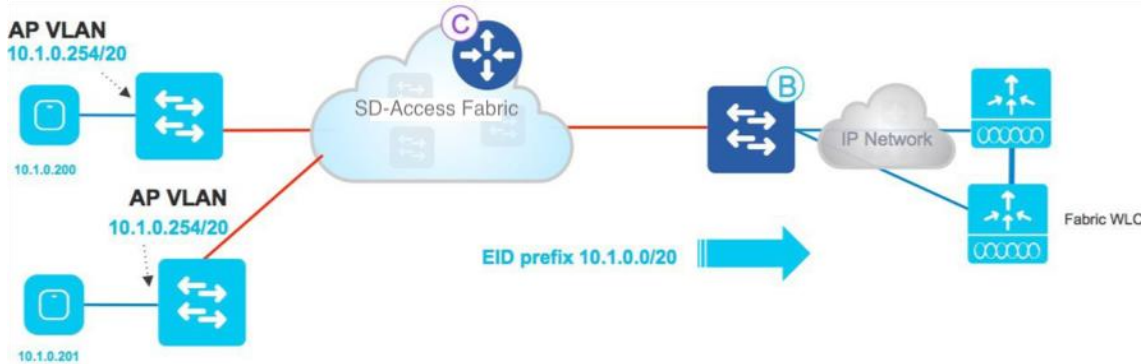 AP VLAN
10.1.0.254/20
10.1.0.200
C
SD-Access Fabric
B
IP Network
AP VLAN
10.1.0.254/20
Fabric WLC
EID prefix 10.1.0.0/20
10.1.0.201